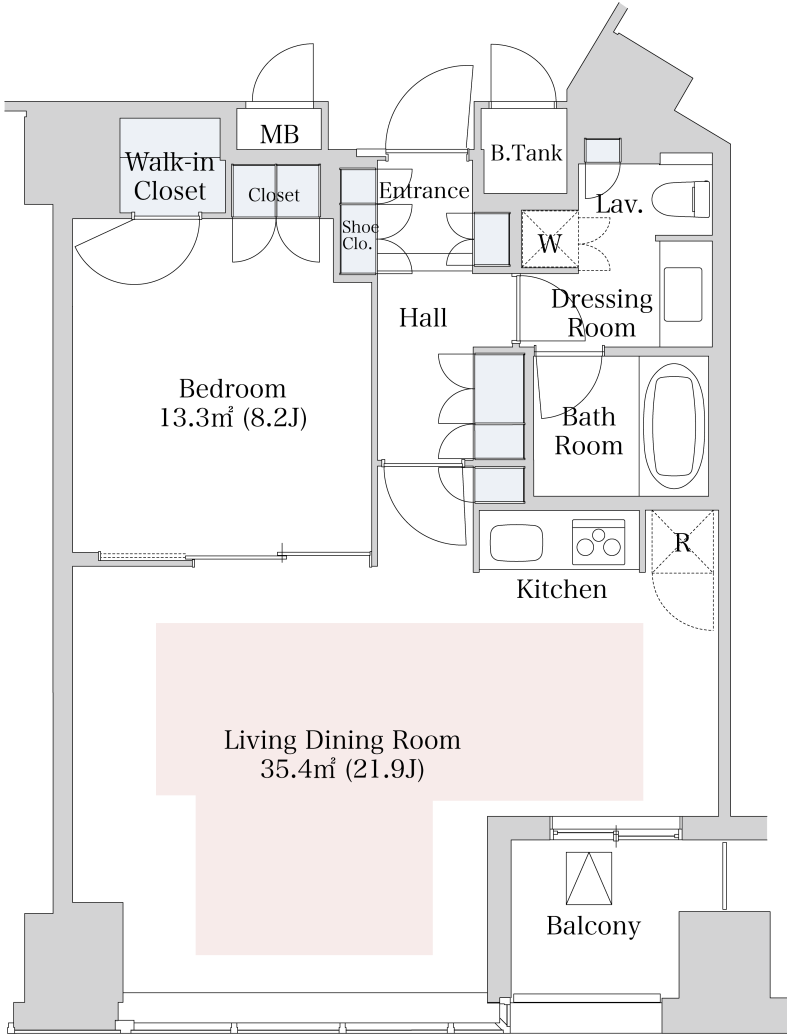 MB
B.Tank
Walk-in
Closet
Closet
Entrance
Shoe
Clo.
Lav.
W
Hall
Dressing
Room
Bedroom
13.3㎡ (8.2J)
Bath
Room
R
Kitchen
Living Dining Room
35.4㎡ (21.9J)
Balcony